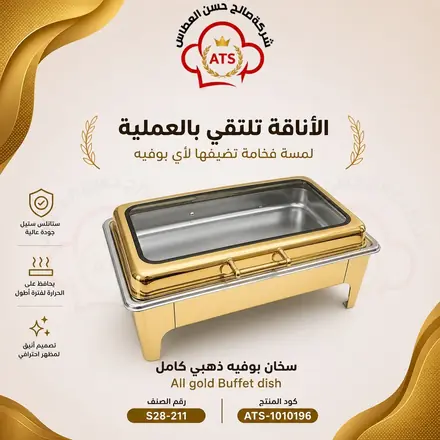 شركة صالح حسن العطاس
ATS
الأناقة تلتقي بالعملية
لمسة فخامة تضيفها لأي بوفيه
ستانلس ستيل
جودة عالية
يحافظ على
الحرارة لفترة أطول
تصميم أنيق
لمظهر احترافي
سخان بوفيه ذهبي كامل
All gold Buffet dish
كود المنتج
ATS-1010196
رقم الصنف
S28-211